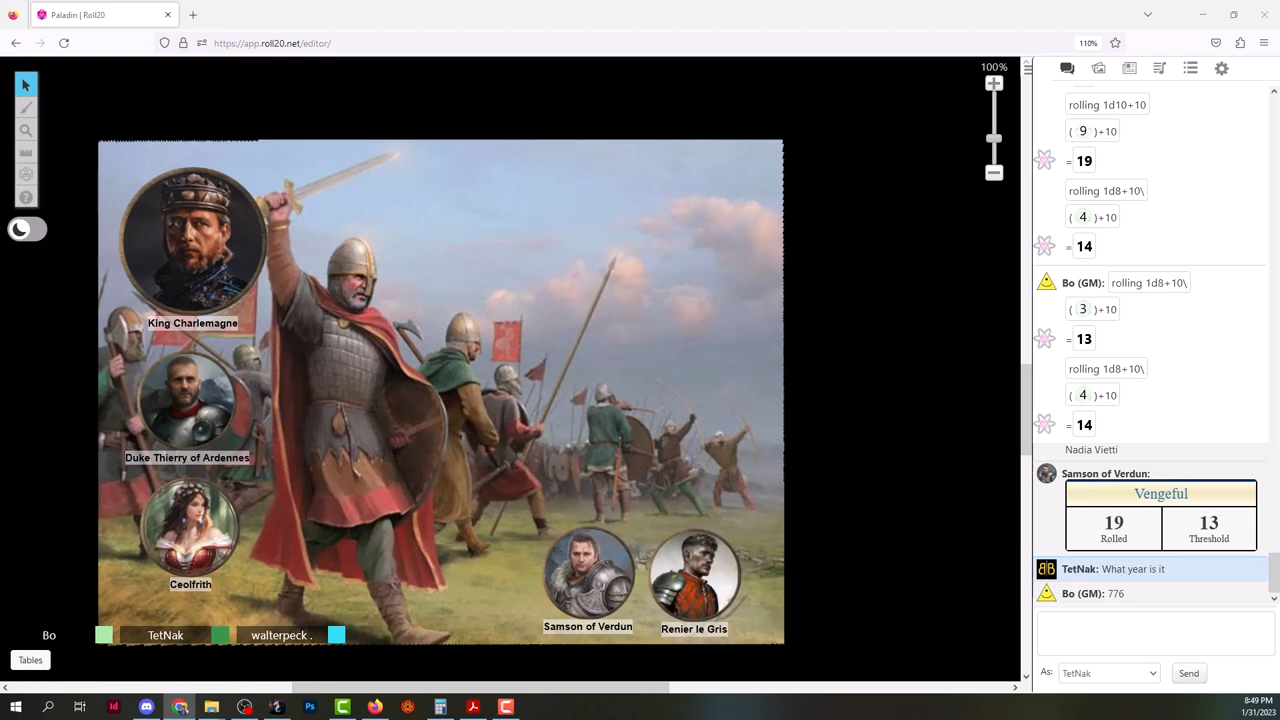 Paladin | Roll20
https://app.roll20.net/editor/
110%
100%
King Charlemagne
Duke Thierry of Ardennes
Ceolfrith
Samson of Verdun
Renier le Gris
Bo
TetNak
walterpeck .
Tables
rolling 1d10+10
( 9 )+10
= 19
rolling 1d8+10\
( 4 )+10
= 14
Bo (GM): rolling 1d8+10\
( 3 )+10
= 13
rolling 1d8+10\
( 4 )+10
= 14
Nadia Vietti
Samson of Verdun:
Vengeful
19 13
Rolled Threshold
TetNak: What year is it
Bo (GM): 776
As: TetNak Send
Id
Ps
8:49 PM
1/31/2023